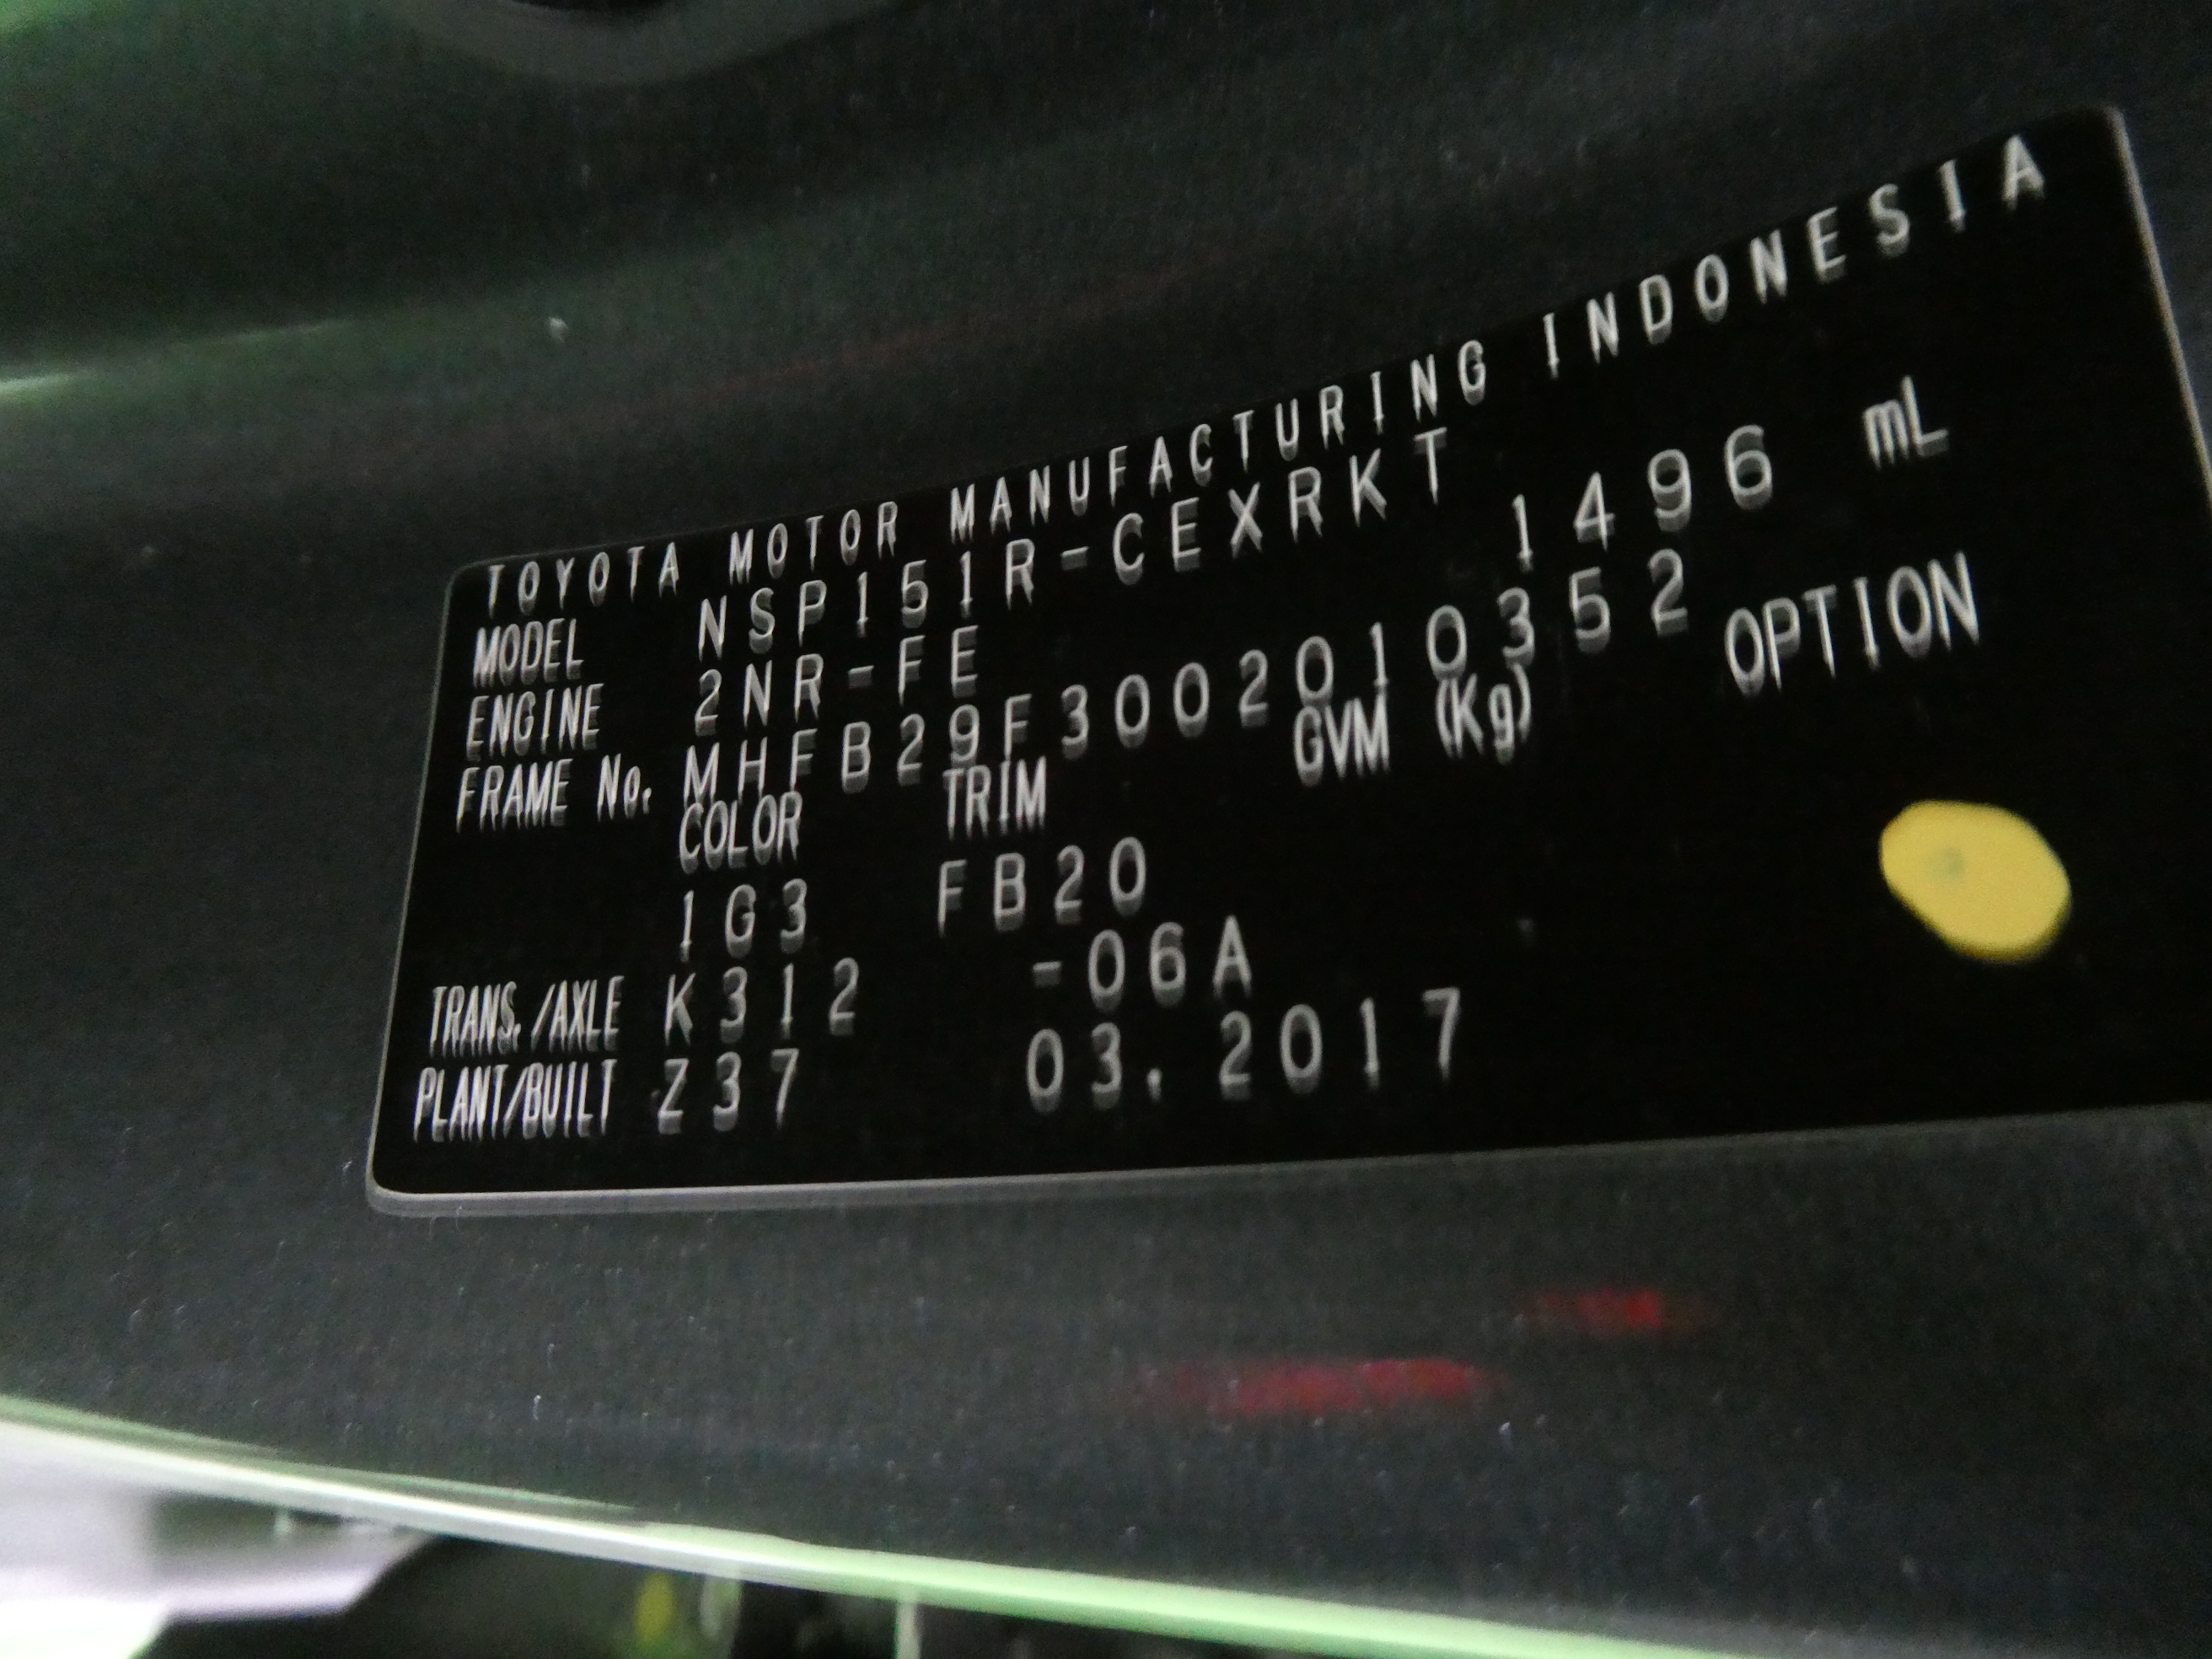 TOYOTA MOTOR MANUFACTURING INDONESIA
MODEL NSP151R-CEXRKT
ENGINE 2NR-FE 1496 mL
FRAME No. MHFB29F3002010352
COLOR TRIM GVM (Kg) OPTION
1G3 FB20
TRANS./AXLE K312 -06A
PLANT/BUILT Z37 03.2017